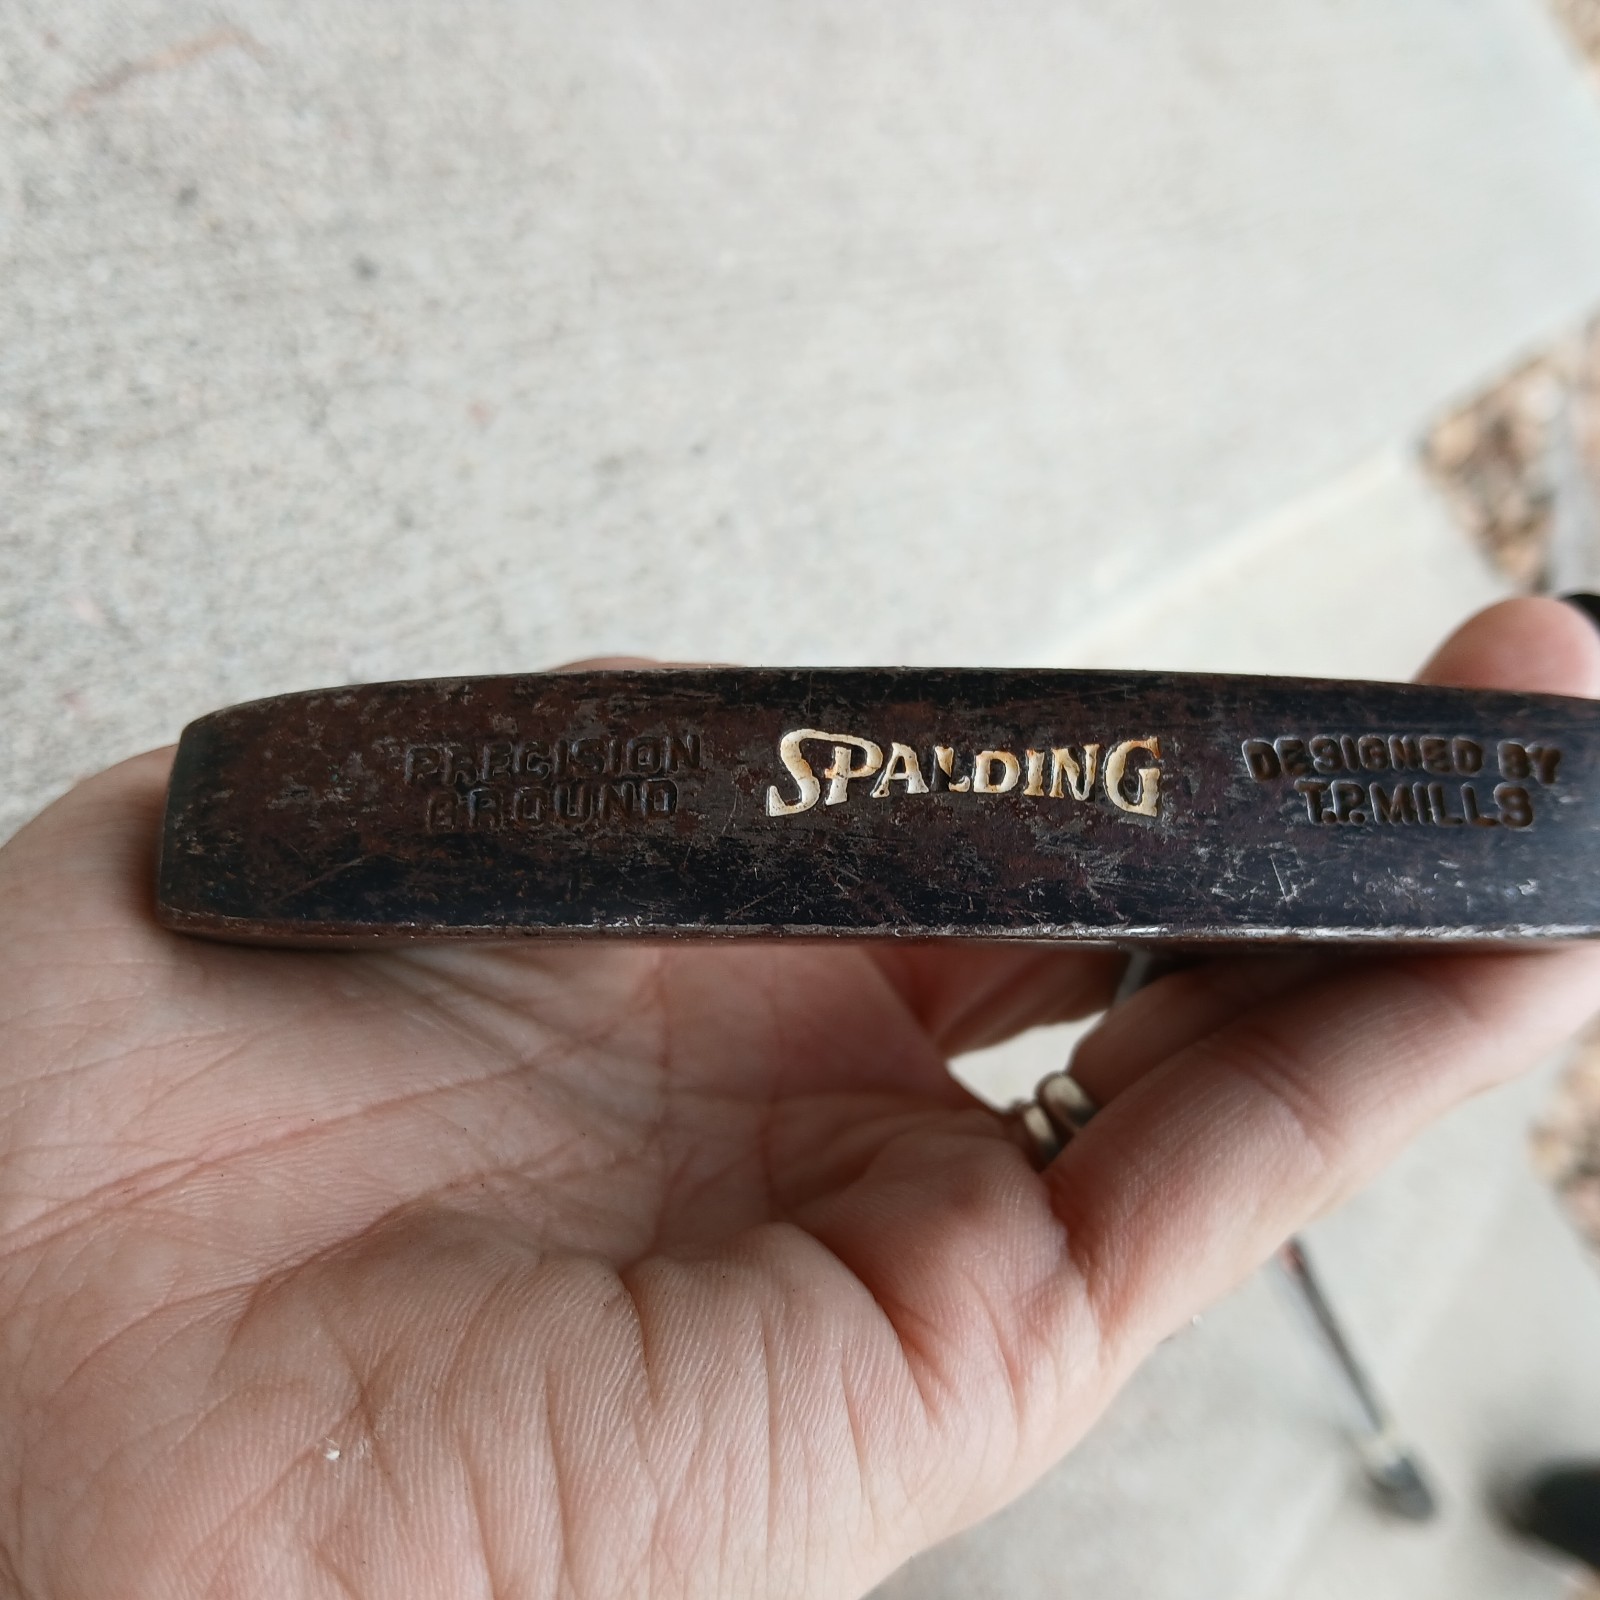 PRECISION
GROUND
SPALDING
DESIGNED BY
T.P. MILLS